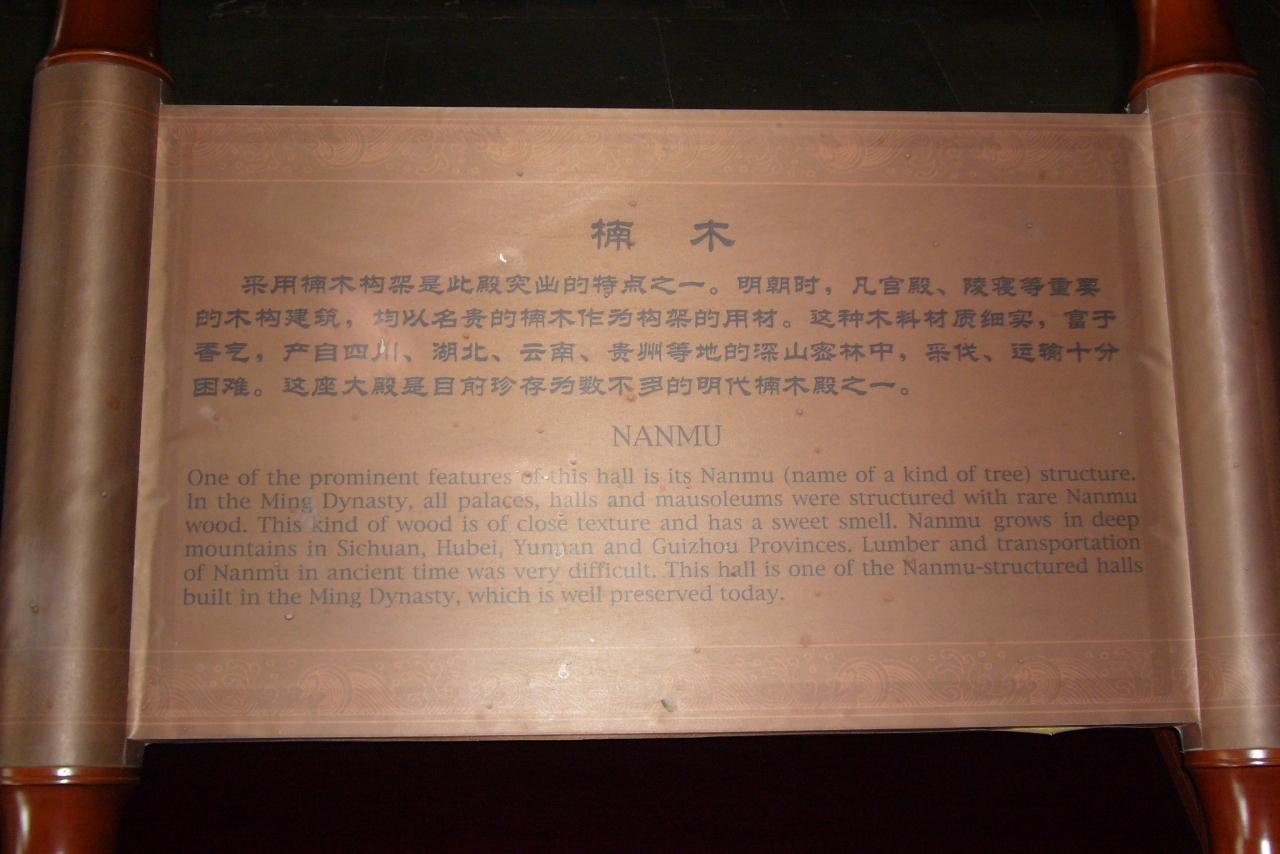 楠 木
采用楠木构架是此殿突出的特点之一。明朝时，凡官殿、陵寝等重要
的木构建筑，均以名贵的楠木作为构架的用材。这种木料材质细实，富于
香气，产自四川、湖北、云南、贵州等地的深山密林中，采伐、运输十分
困难。这座大殿是目前珍存为数不多的明代楠木殿之一。
NANMU
One of the prominent features of this hall is its Nanmu (name of a kind of tree) structure.
In the Ming Dynasty, all palaces, halls and mausoleums were structured with rare Nanmu
wood. This kind of wood is of close texture and has a sweet smell. Nanmu grows in deep
mountains in Sichuan, Hubei, Yunnan and Guizhou Provinces. Lumber and transportation
of Nanmu in ancient time was very difficult. This hall is one of the Nanmu-structured halls
built in the Ming Dynasty, which is well preserved today.